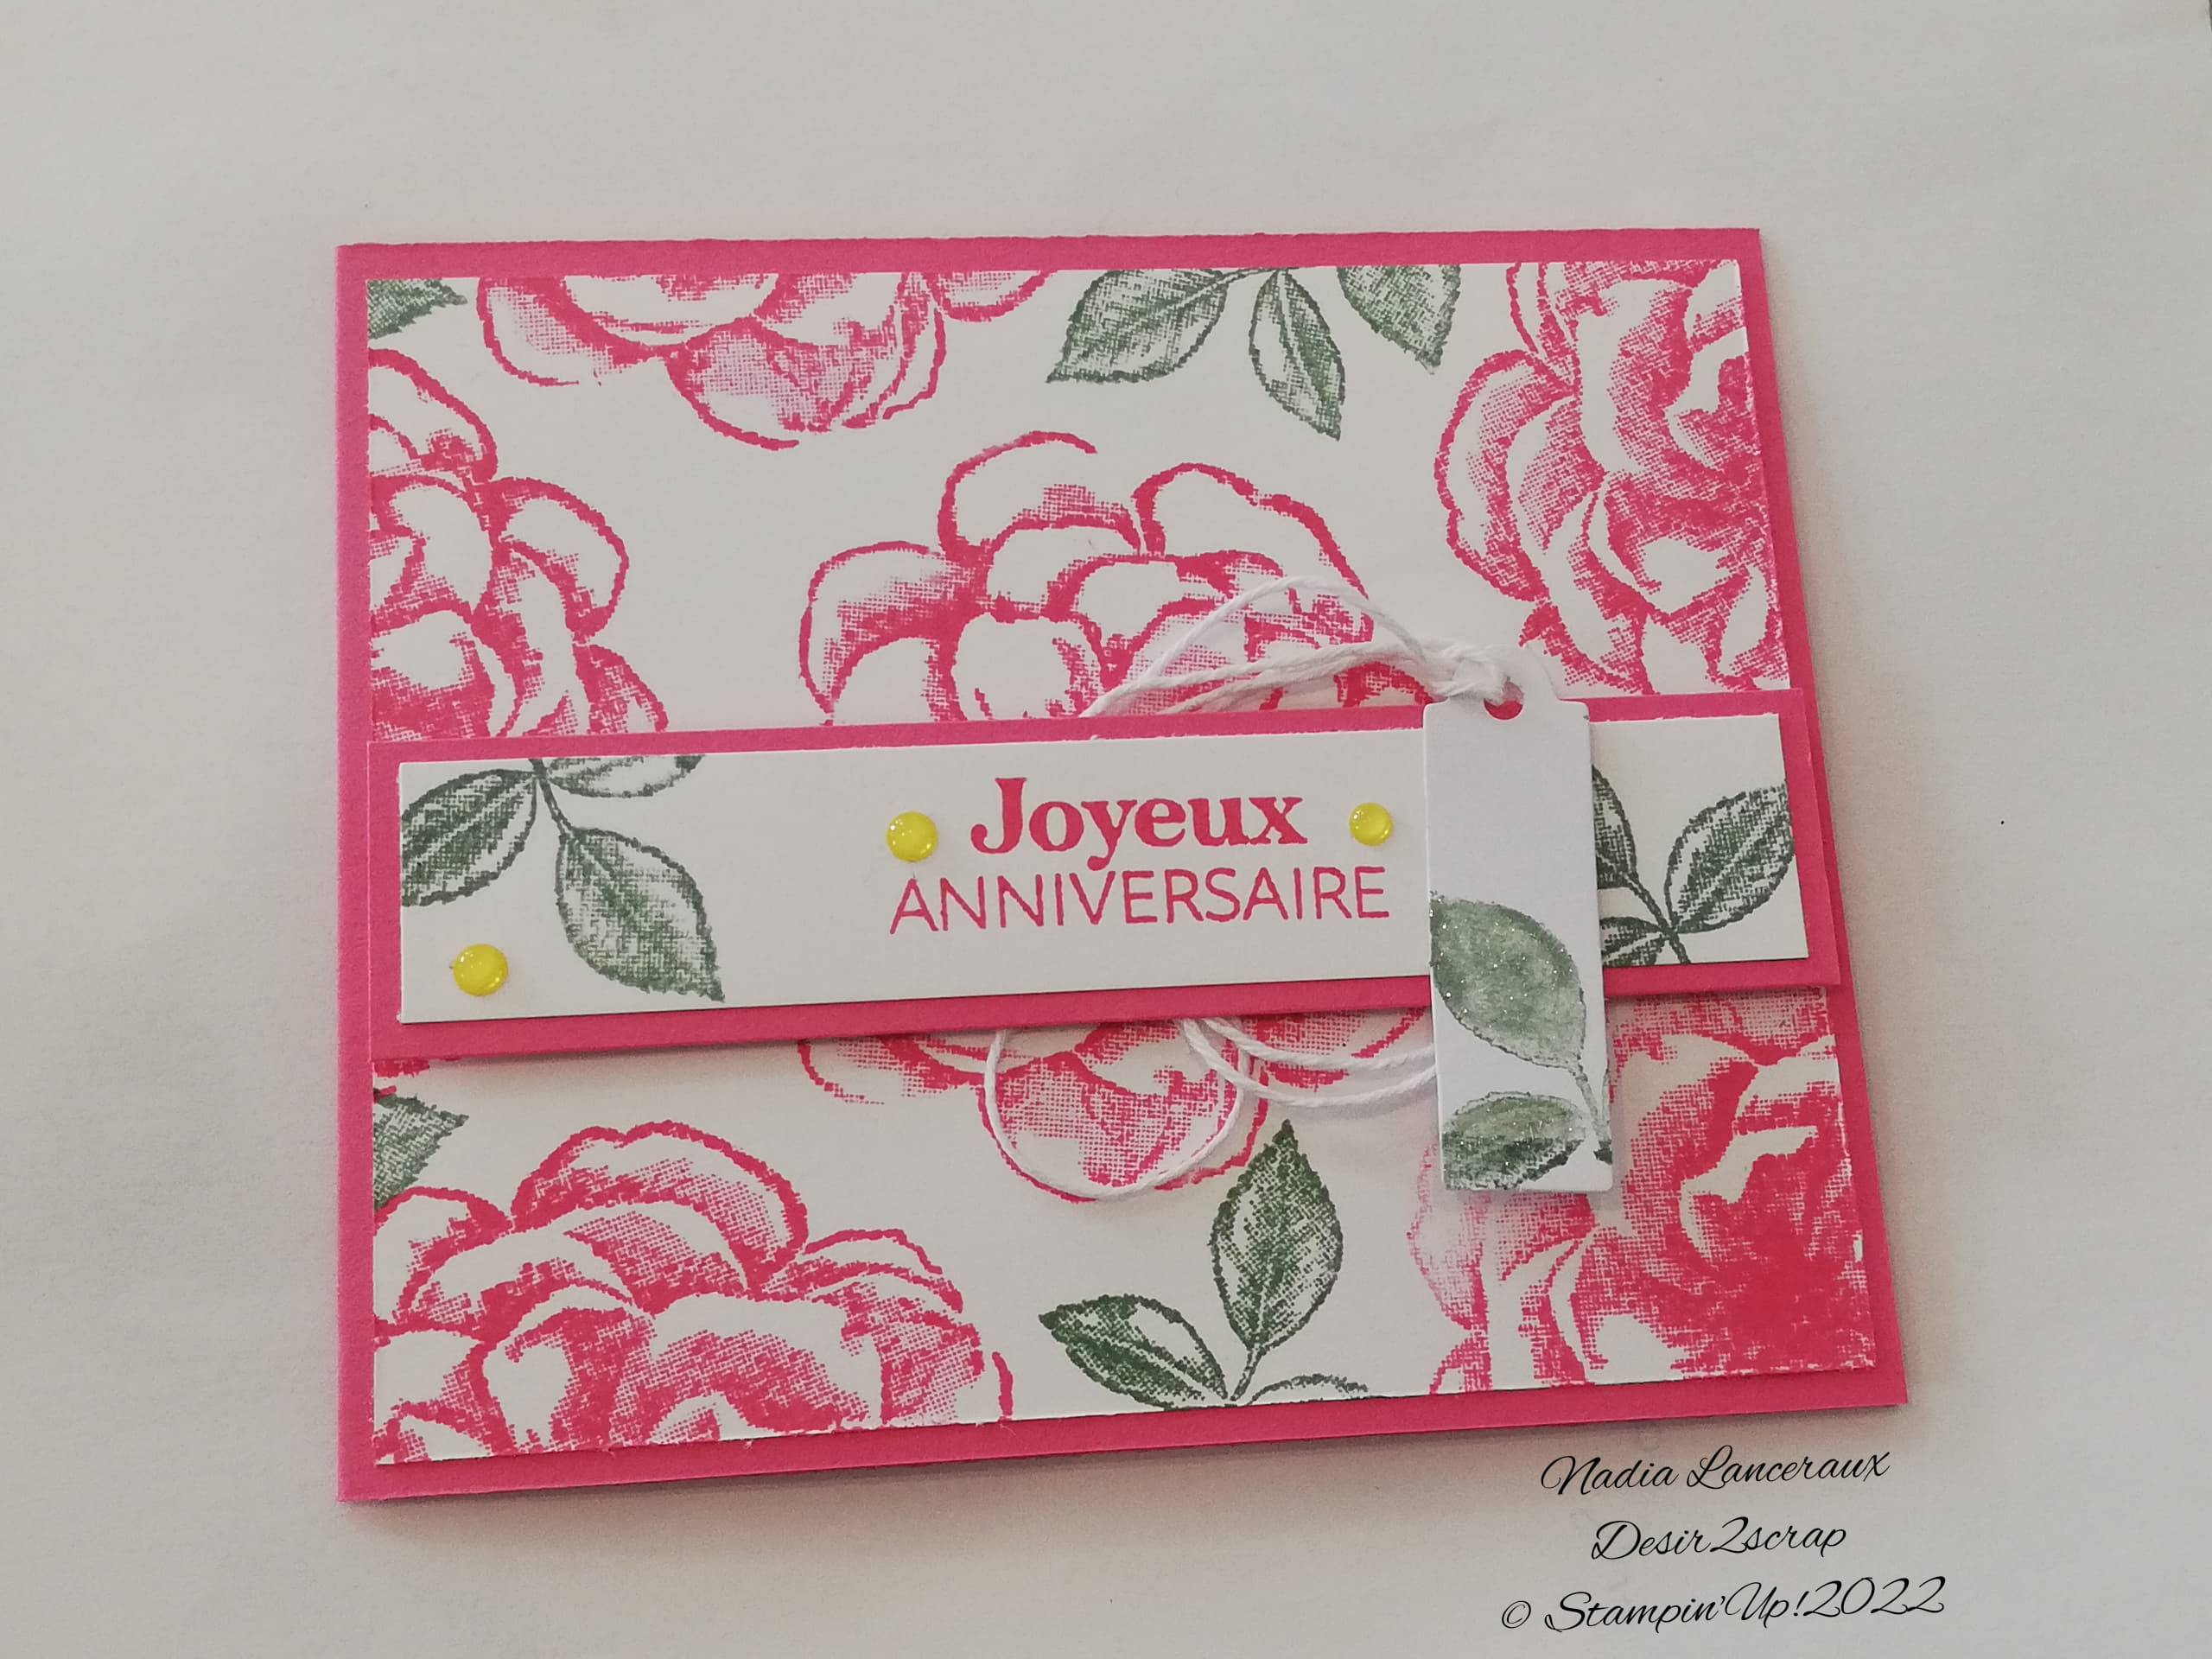 Joyeux
ANNIVERSAIRE
Nadia Lanceraux
Desir2scrap
© Stampin'Up!2022